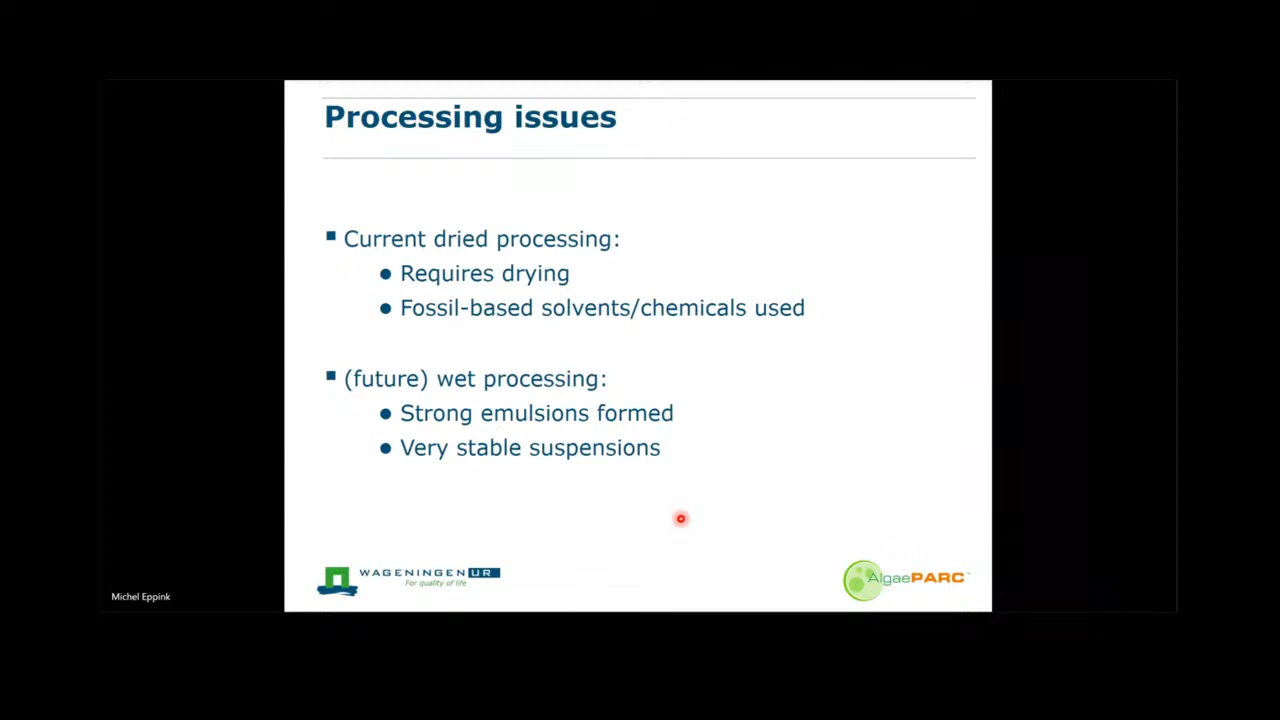 Processing issues
Current dried processing:
Requires drying
Fossil-based solvents/chemicals used
(future) wet processing:
Strong emulsions formed
Very stable suspensions
WAGENINGEN UR
For quality of life
AlgaePARC™
Michel Eppink